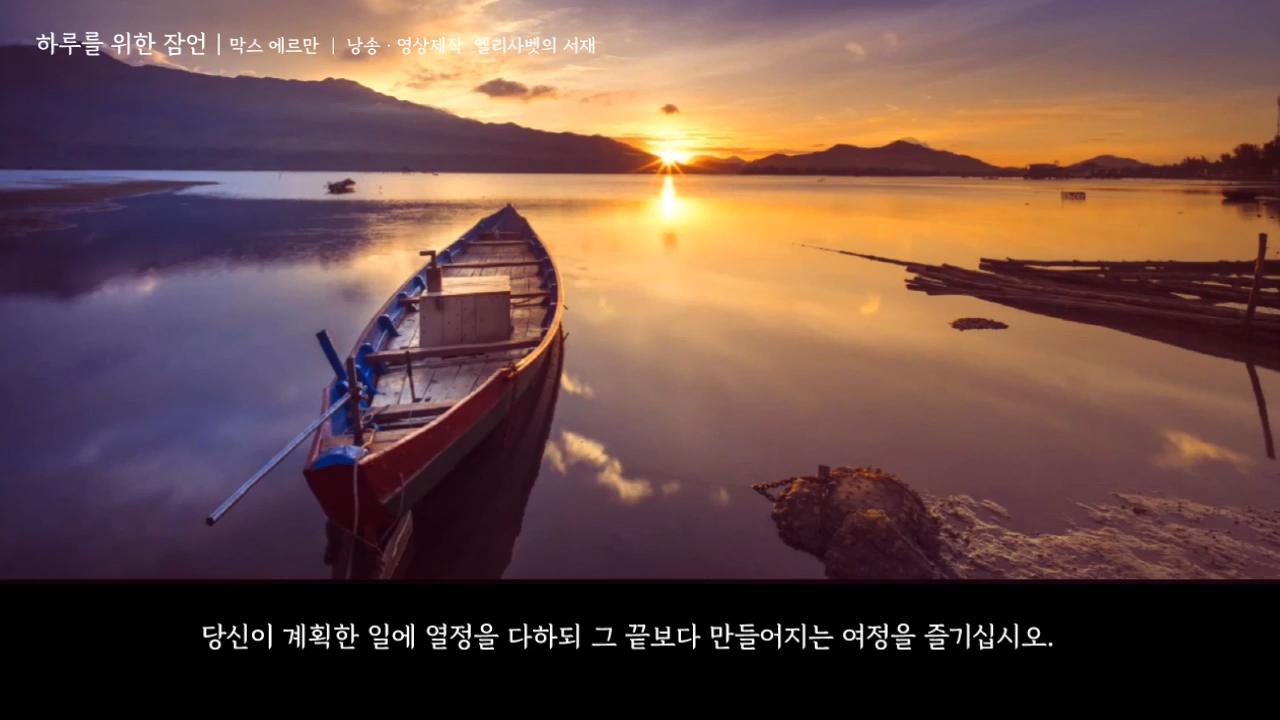 하루를 위한 잠언 | 막스 에르만 | 낭송 · 영상제작 엘리사벳의 서재
당신이 계획한 일에 열정을 다하되 그 끝보다 만들어지는 여정을 즐기십시오.